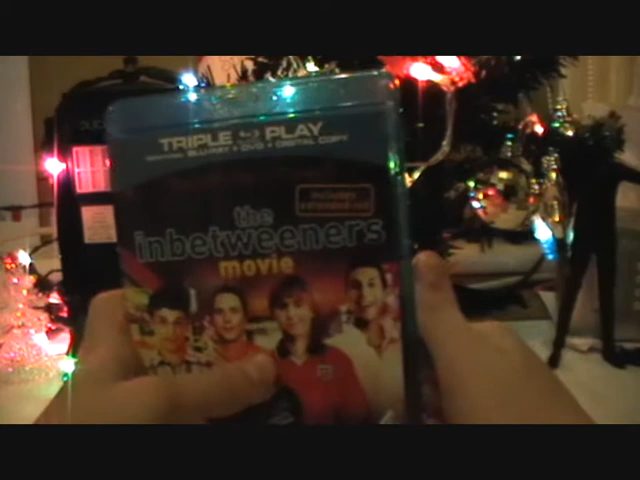 TRIPLE PLAY
BLU-RAY + DVD + DIGITAL COPY
the
inbetweeners
movie